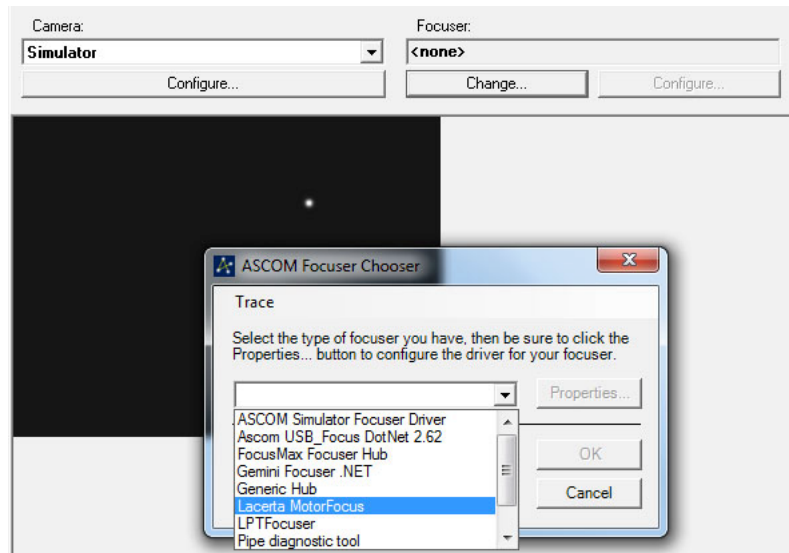 Camera:
Focuser:
Simulator
<none>
Configure...
Change...
Configure...
ASCOM Focuser Chooser
Trace
Select the type of focuser you have, then be sure to click the
Properties... button to configure the driver for your focuser.
Properties...
ASCOM Simulator Focuser Driver
Ascom USB_Focus DotNet 2.62
FocusMax Focuser Hub
Gemini Focuser .NET
Generic Hub
Lacerta MotorFocus
LPTFocuser
Pipe diagnostic tool
OK
Cancel